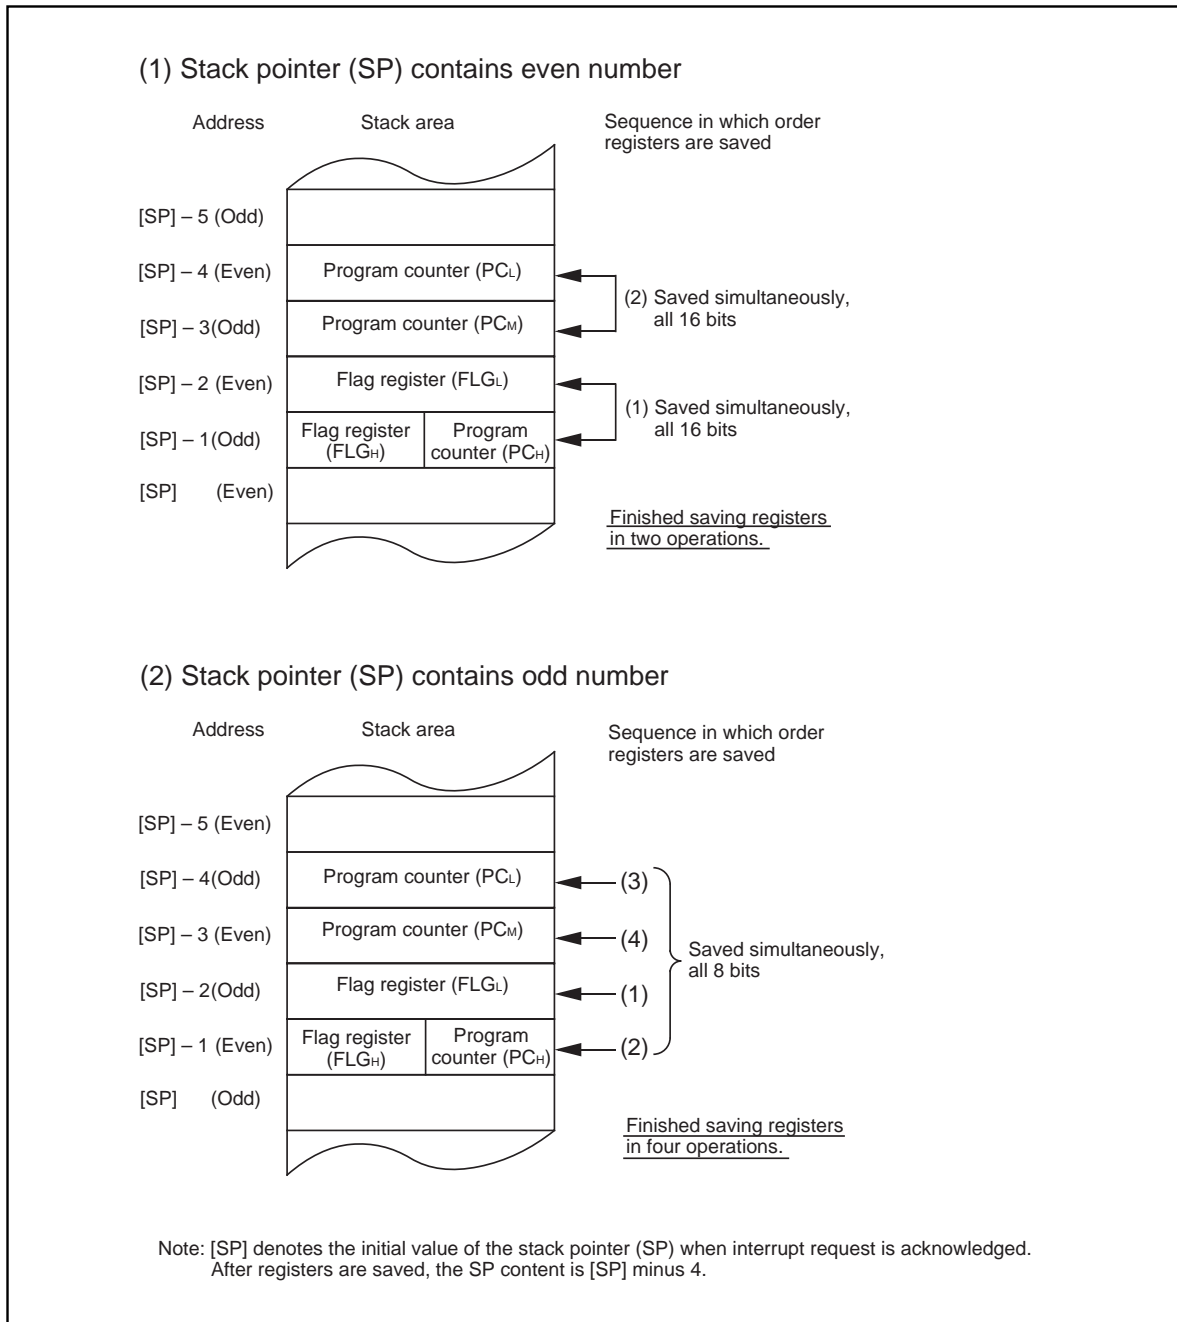 (1) Stack pointer (SP) contains even number
Address
Stack area
Sequence in which order
registers are saved
[SP] – 5 (Odd)
[SP] – 4 (Even)
Program counter (PCL)
[SP] – 3(Odd)
Program counter (PCM)
(2) Saved simultaneously,
all 16 bits
[SP] – 2 (Even)
Flag register (FLGL)
[SP] – 1(Odd)
Flag register
(FLGH)
Program
counter (PCH)
(1) Saved simultaneously,
all 16 bits
[SP] (Even)
Finished saving registers
in two operations.
(2) Stack pointer (SP) contains odd number
Address
Stack area
Sequence in which order
registers are saved
[SP] – 5 (Even)
[SP] – 4(Odd)
Program counter (PCL)
(3)
[SP] – 3 (Even)
Program counter (PCM)
(4)
Saved simultaneously,
all 8 bits
[SP] – 2(Odd)
Flag register (FLGL)
(1)
[SP] – 1 (Even)
Flag register
(FLGH)
Program
counter (PCH)
(2)
[SP] (Odd)
Finished saving registers
in four operations.
Note: [SP] denotes the initial value of the stack pointer (SP) when interrupt request is acknowledged.
After registers are saved, the SP content is [SP] minus 4.